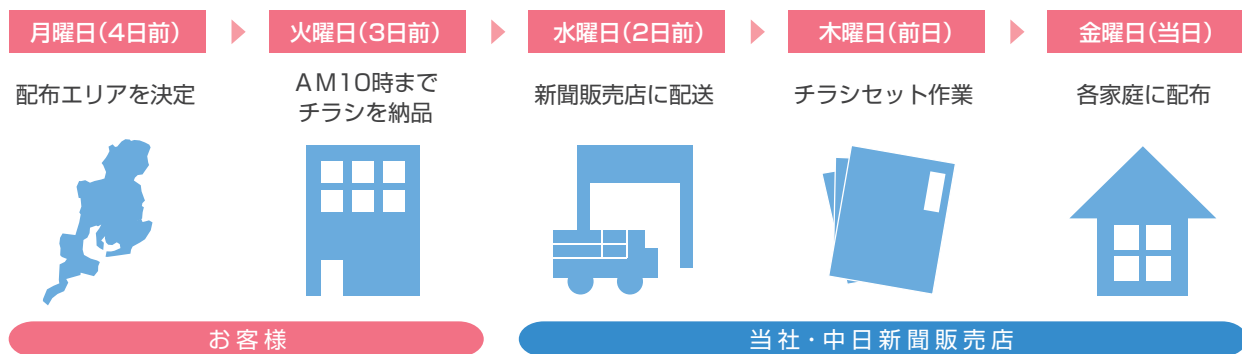 月曜日(4日前)
火曜日(3日前)
水曜日(2日前)
木曜日(前日)
金曜日(当日)
配布エリアを決定
AM10時まで
チラシを納品
新聞販売店に配送
チラシセット作業
各家庭に配布
お客様
当社・中日新聞販売店